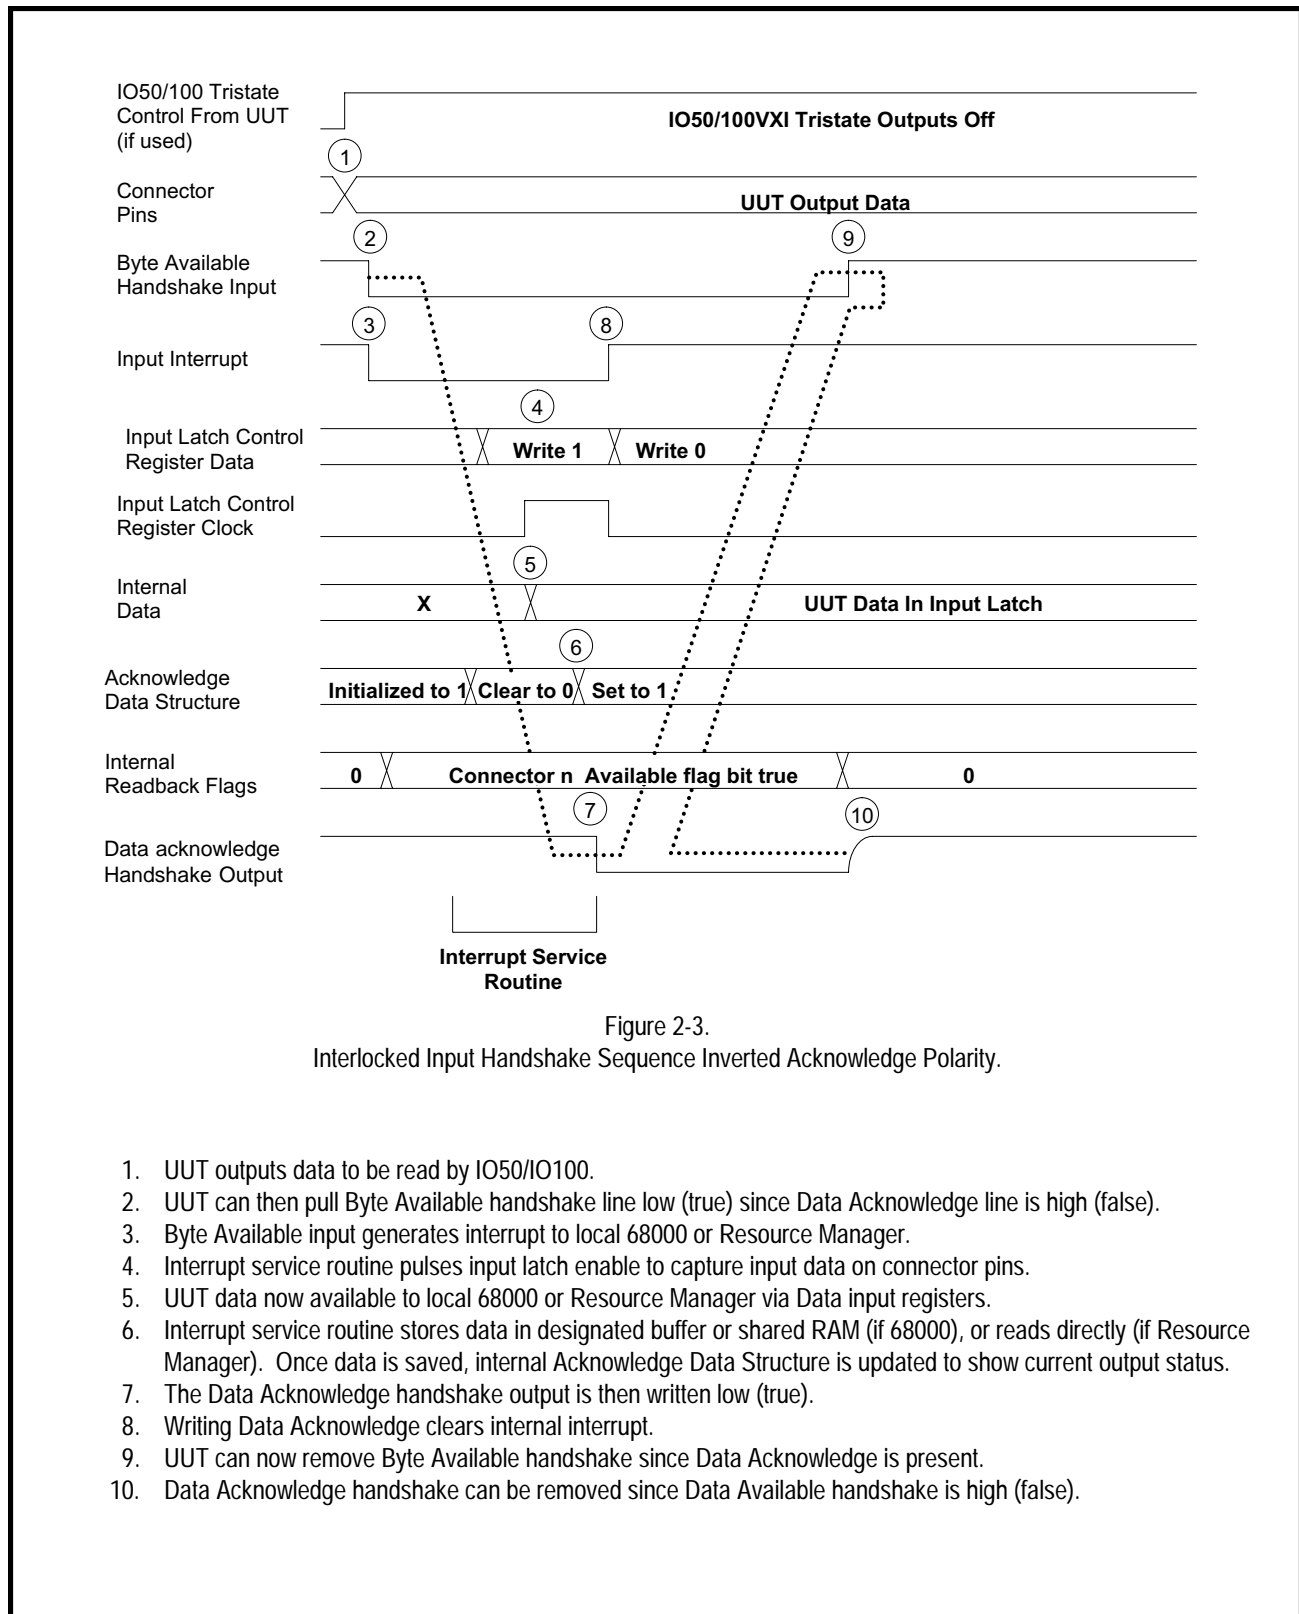 IO50/100 Tristate
Control From UUT
(if used)
IO50/100VXI Tristate Outputs Off
1
Connector
Pins
UUT Output Data
2
9
Byte Available
Handshake Input
3
8
Input Interrupt
4
Input Latch Control
Register Data
Write 1
Write 0
Input Latch Control
Register Clock
5
Internal
Data
X
UUT Data In Input Latch
6
Acknowledge
Data Structure
Initialized to 1
Clear to 0
Set to 1
Internal
Readback Flags
0
Connector n Available flag bit true
0
7
10
Data acknowledge
Handshake Output
Interrupt Service
Routine
Figure 2-3.
Interlocked Input Handshake Sequence Inverted Acknowledge Polarity.
1. UUT outputs data to be read by IO50/IO100.
2. UUT can then pull Byte Available handshake line low (true) since Data Acknowledge line is high (false).
3. Byte Available input generates interrupt to local 68000 or Resource Manager.
4. Interrupt service routine pulses input latch enable to capture input data on connector pins.
5. UUT data now available to local 68000 or Resource Manager via Data input registers.
6. Interrupt service routine stores data in designated buffer or shared RAM (if 68000), or reads directly (if Resource
Manager). Once data is saved, internal Acknowledge Data Structure is updated to show current output status.
7. The Data Acknowledge handshake output is then written low (true).
8. Writing Data Acknowledge clears internal interrupt.
9. UUT can now remove Byte Available handshake since Data Acknowledge is present.
10. Data Acknowledge handshake can be removed since Data Available handshake is high (false).